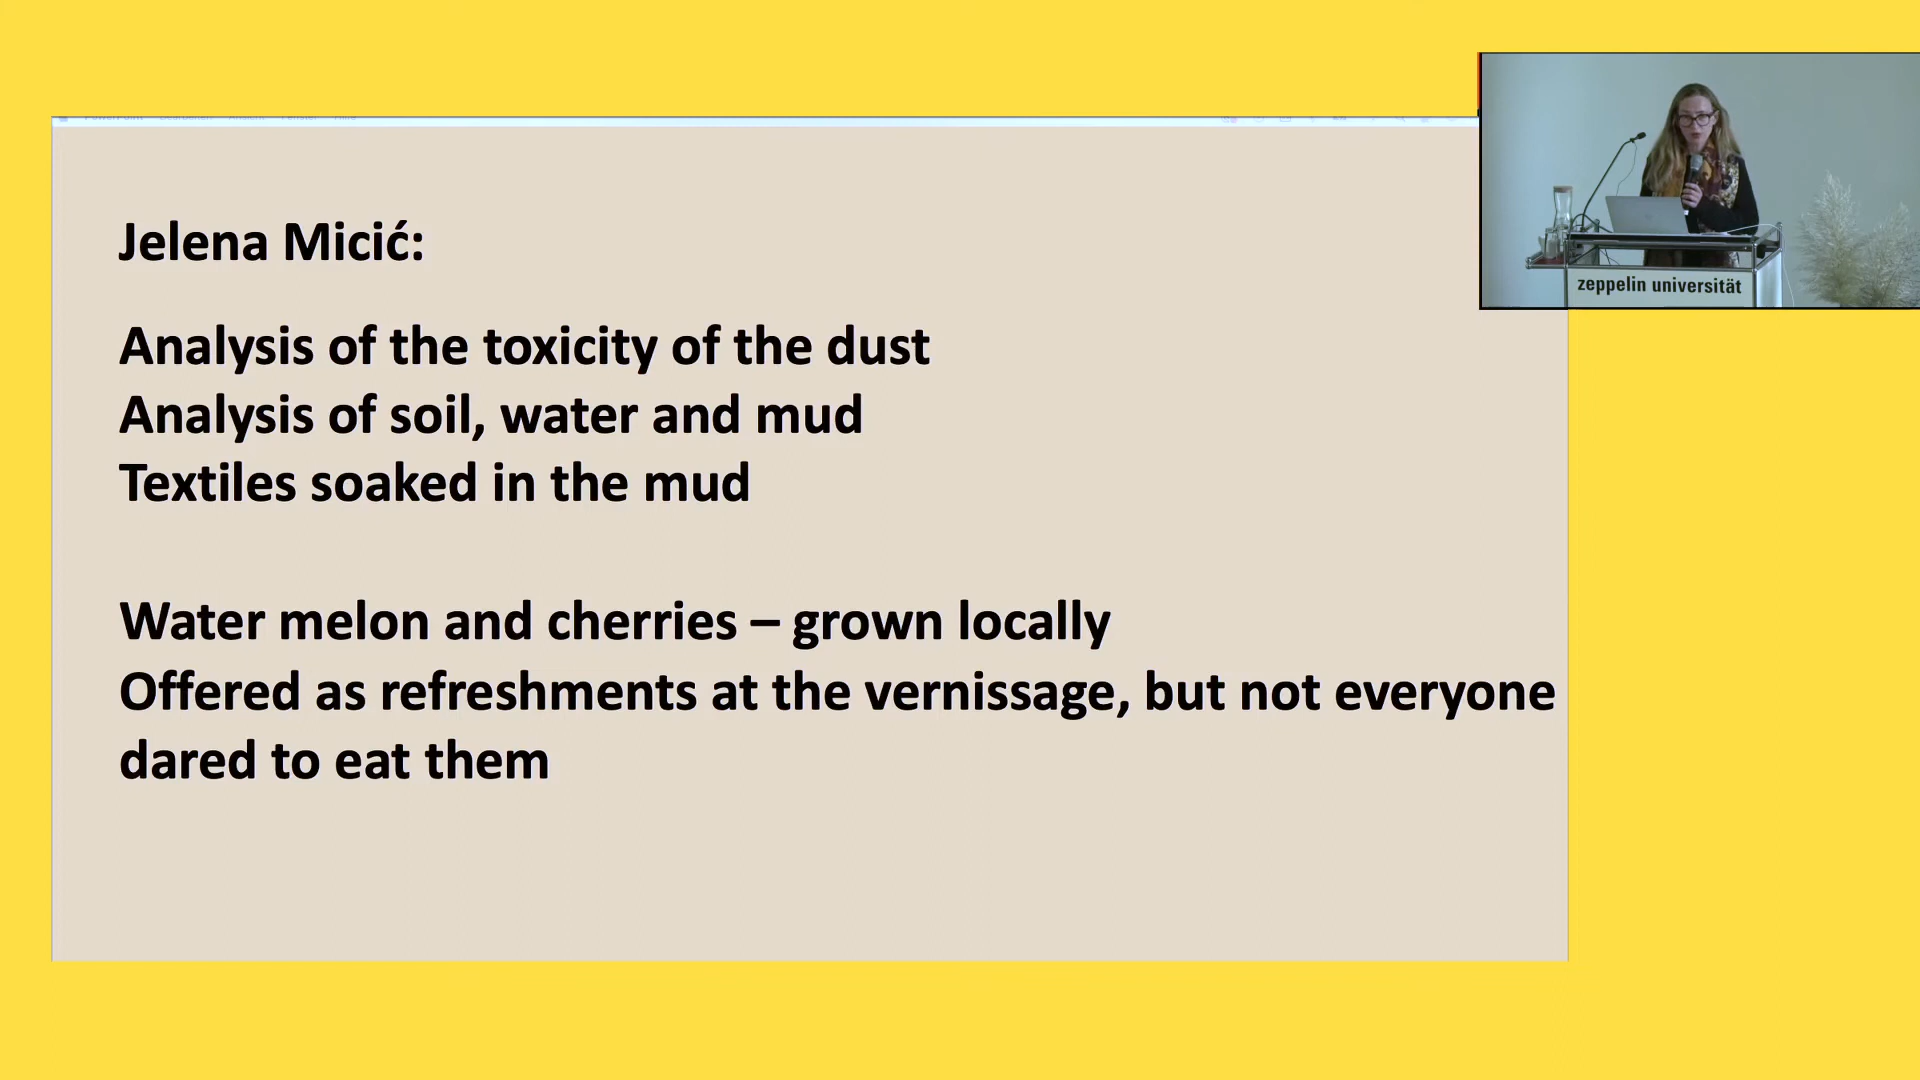 Jelena Micić:
Analysis of the toxicity of the dust
Analysis of soil, water and mud
Textiles soaked in the mud
Water melon and cherries – grown locally
Offered as refreshments at the vernissage, but not everyone
dared to eat them
zeppelin universität